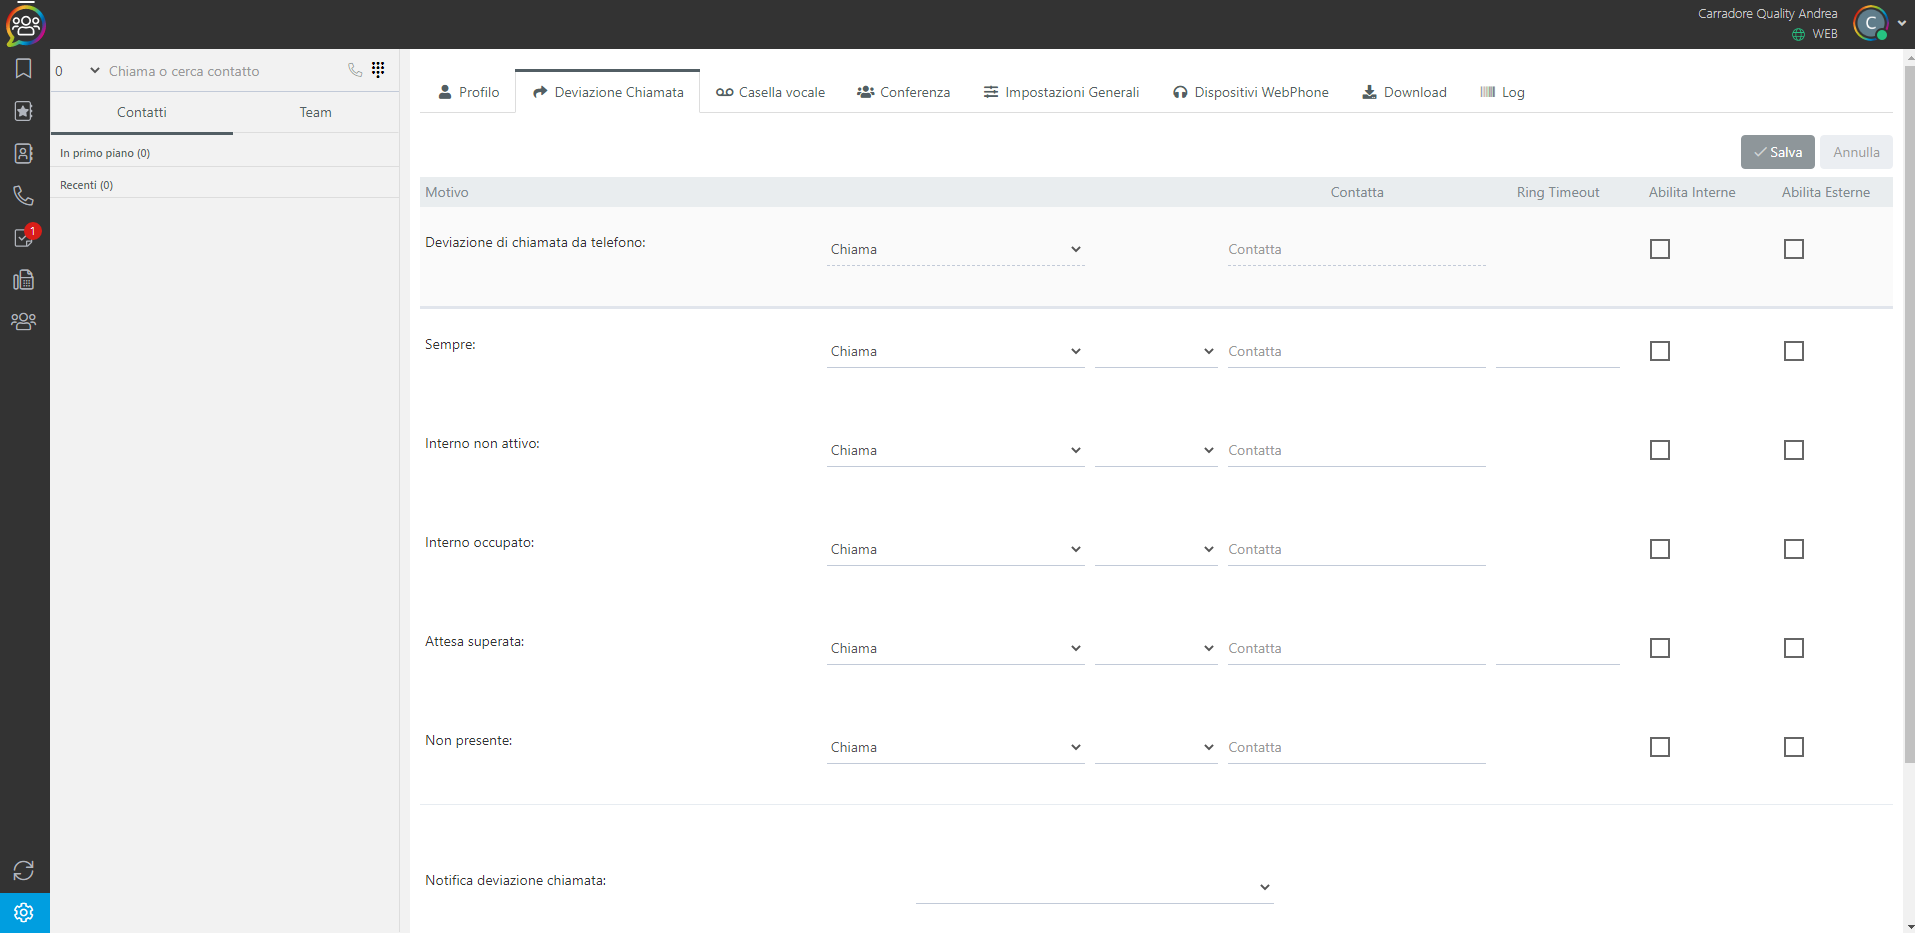 Carradore Quality Andrea
WEB
C
0 Chiama o cerca contatto
Contatti Team
In primo piano (0)
Recenti (0)
1
Profilo Deviazione Chiamata Casella vocale Conferenza Impostazioni Generali Dispositivi WebPhone Download Log
Salva Annulla
Motivo Contatta Ring Timeout Abilita Interne Abilita Esterne
Deviazione di chiamata da telefono: Chiama Contatta
Sempre: Chiama Contatta
Interno non attivo: Chiama Contatta
Interno occupato: Chiama Contatta
Attesa superata: Chiama Contatta
Non presente: Chiama Contatta
Notifica deviazione chiamata: